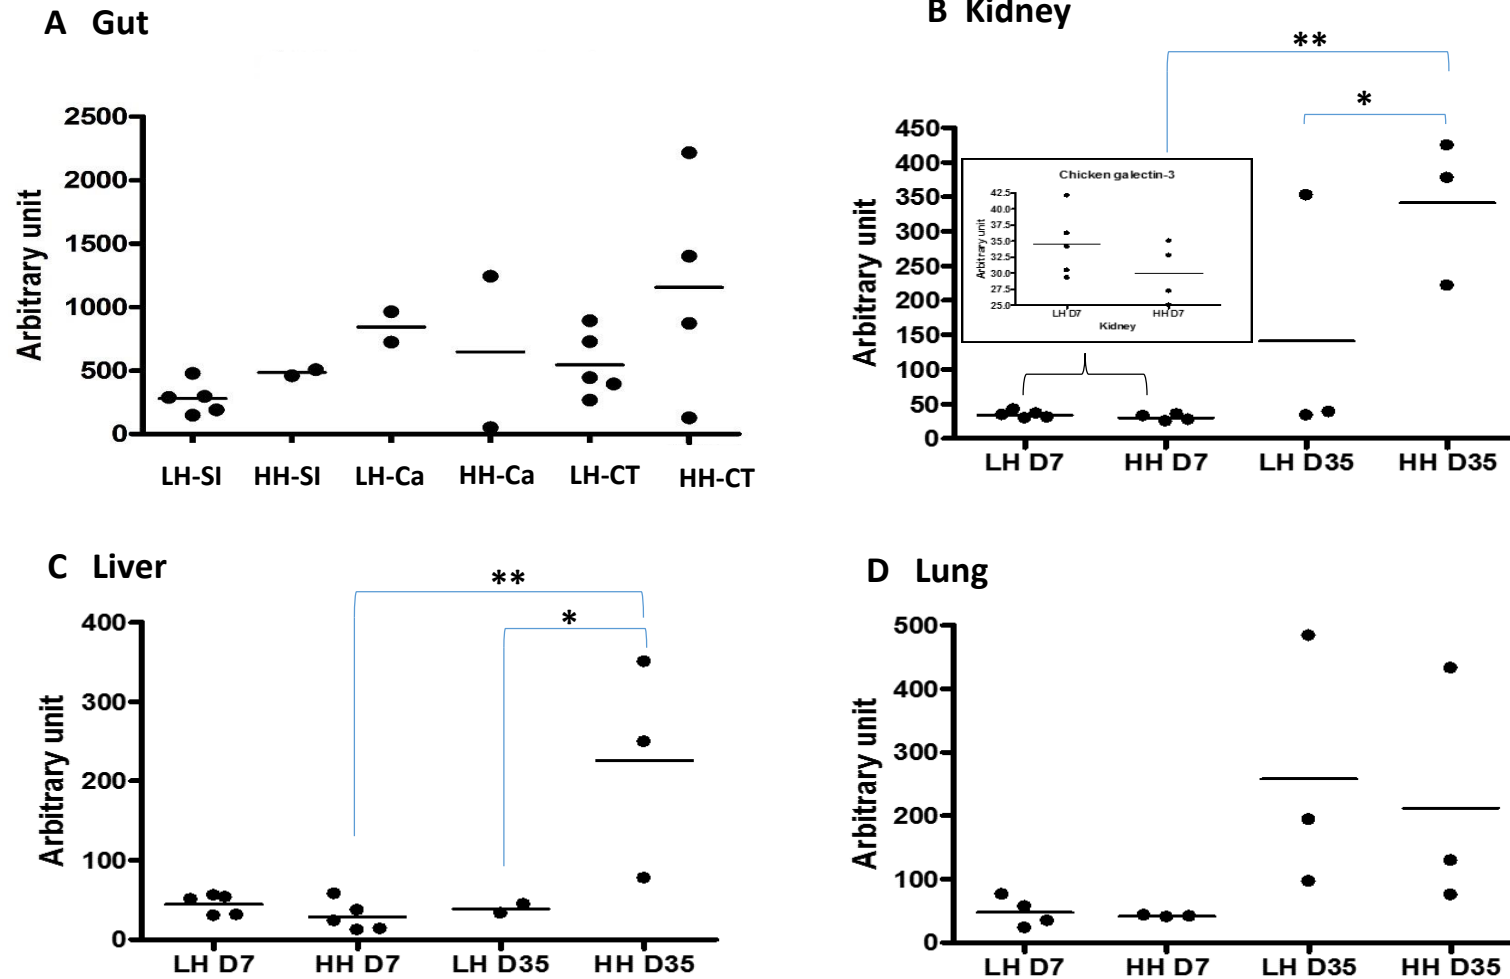 A Gut
2500
2000
1500
1000
500
0
Arbitrary unit
LH-SI HH-SI LH-Ca HH-Ca LH-CT HH-CT
B Kidney
**
*
450
400
350
300
250
200
150
100
50
0
Arbitrary unit
Chicken galectin-3
42.5
40.0
37.5
35.0
32.5
30.0
27.5
25.0
Arbitrary unit
LH D7 HH D7
Kidney
LH D7 HH D7 LH D35 HH D35
C Liver
**
*
400
300
200
100
0
Arbitrary unit
LH D7 HH D7 LH D35 HH D35
D Lung
500
400
300
200
100
0
Arbitrary unit
LH D7 HH D7 LH D35 HH D35